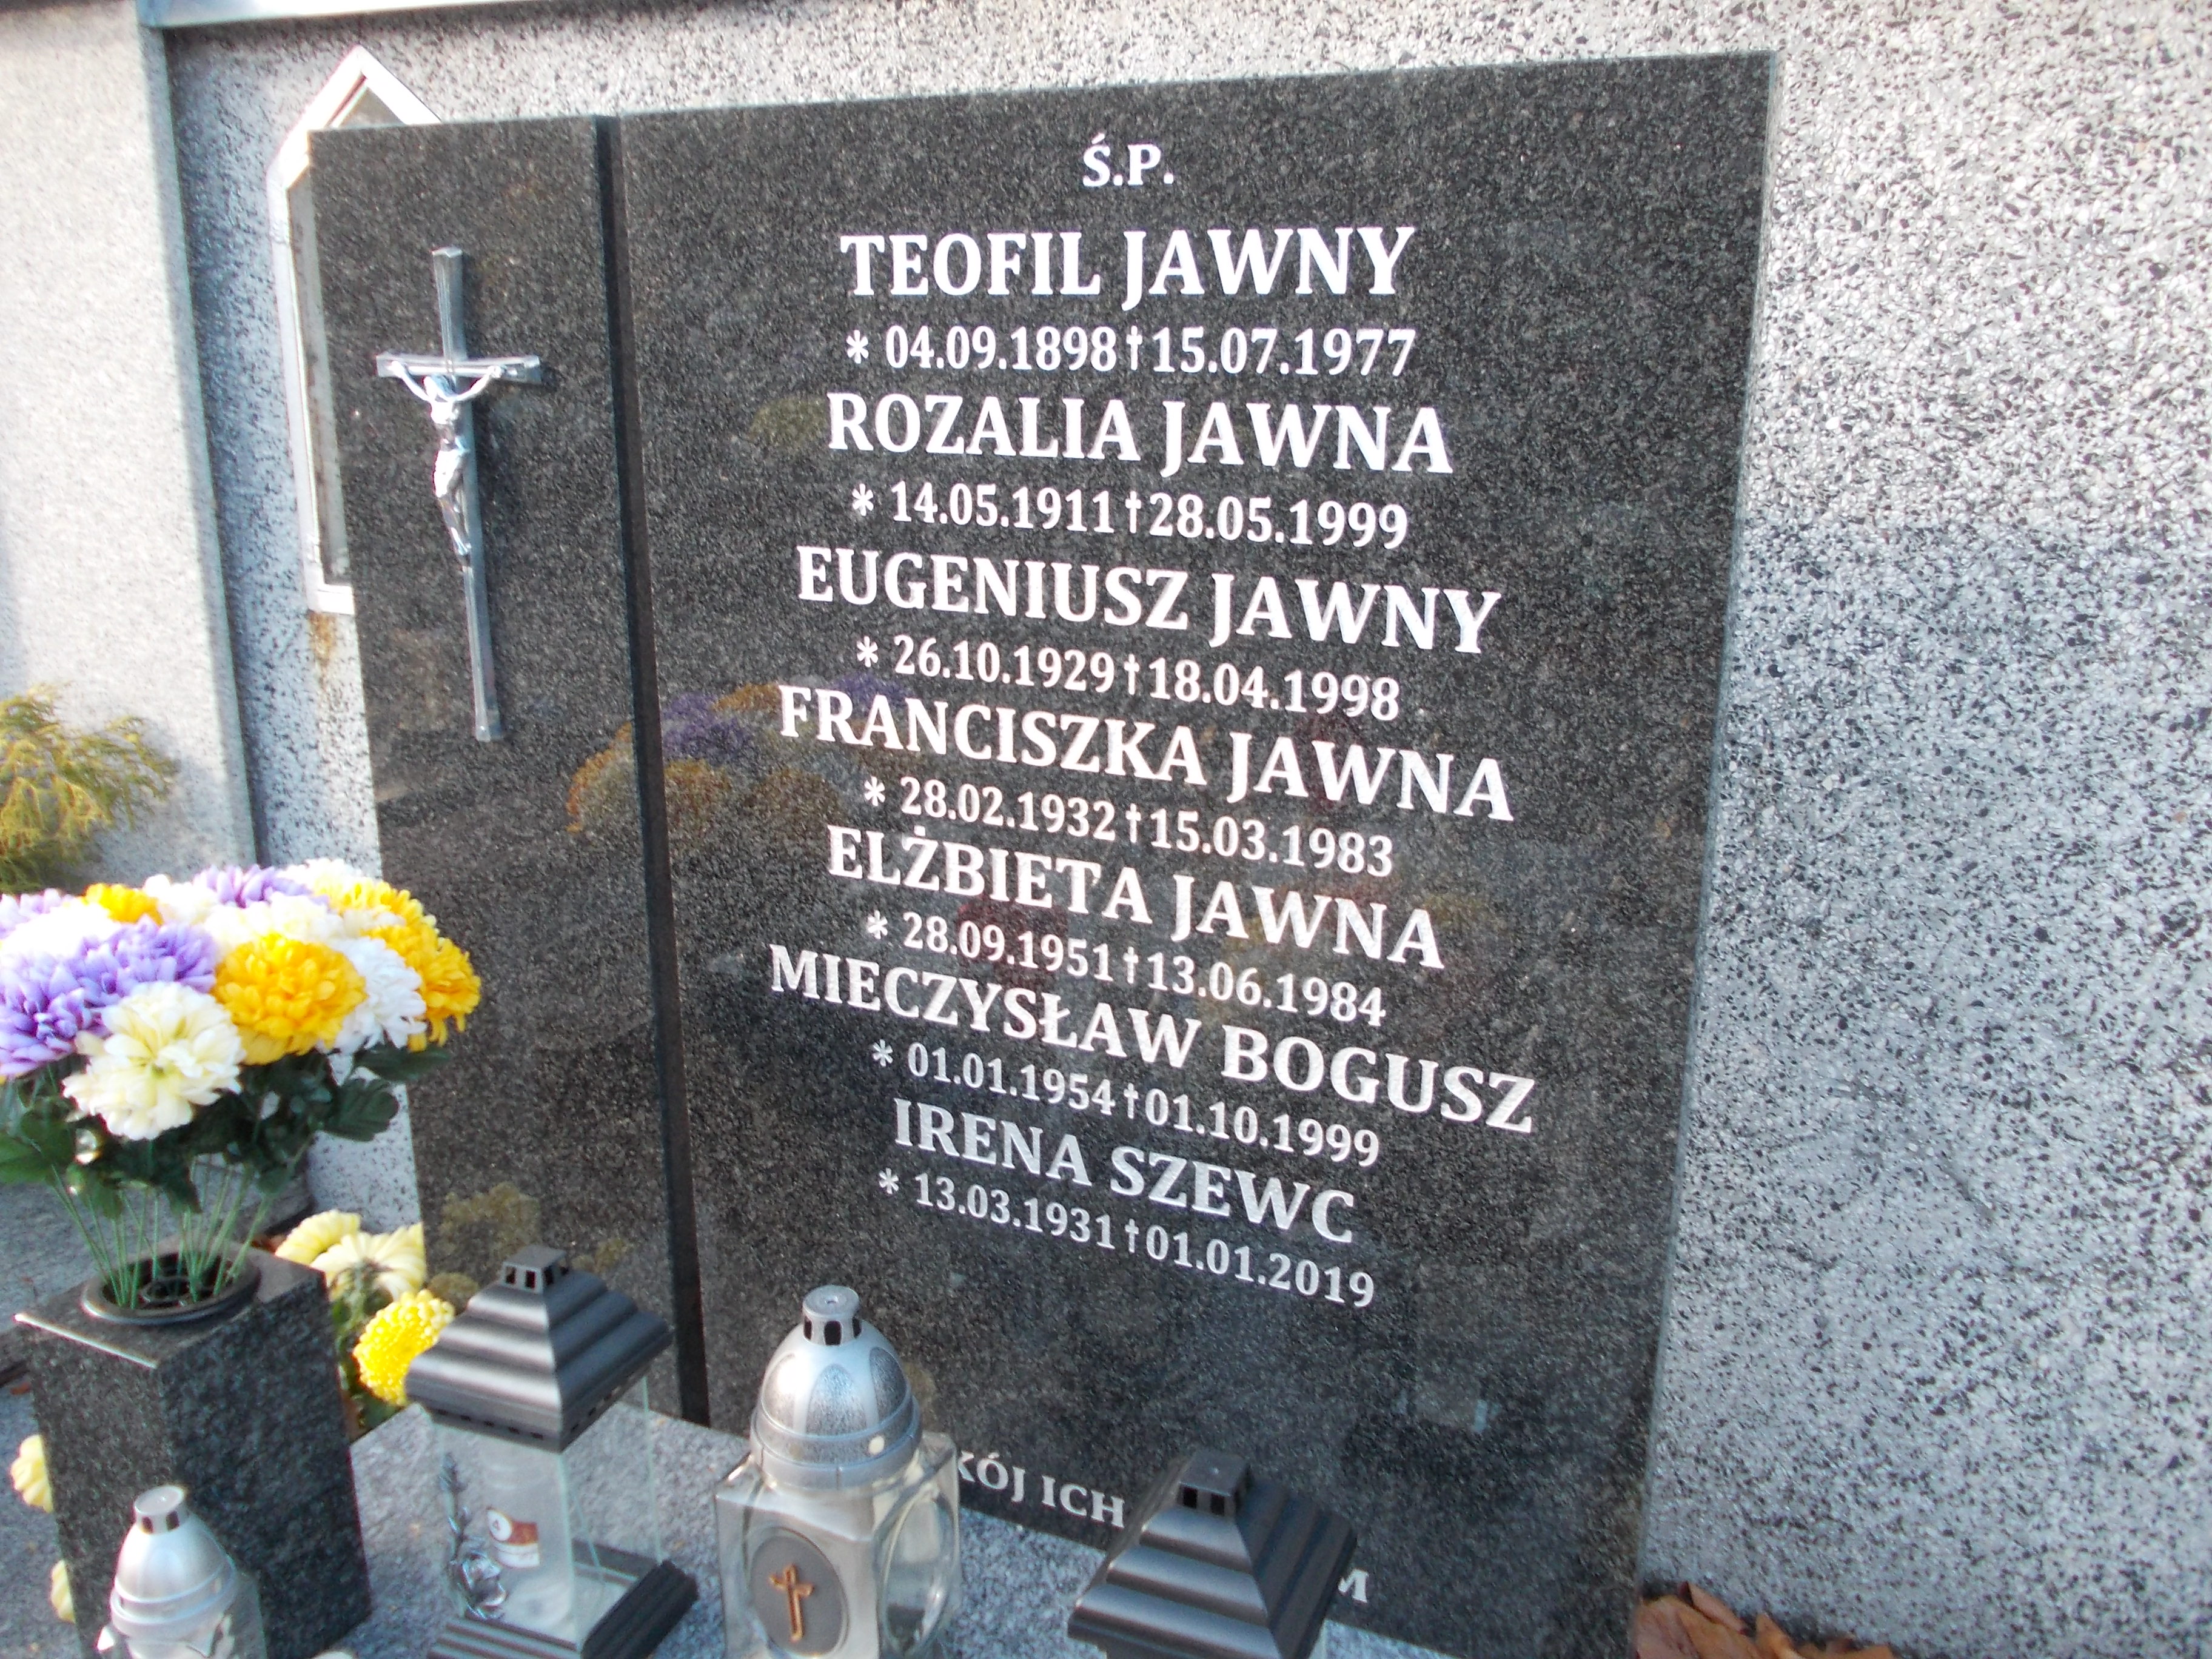 Ś.P.
TEOFIL JAWNY
* 04.09.1898 † 15.07.1977
ROZALIA JAWNA
* 14.05.1911 † 28.05.1999
EUGENIUSZ JAWNY
* 26.10.1929 † 18.04.1998
FRANCISZKA JAWNA
* 28.02.1932 † 15.03.1983
ELŻBIETA JAWNA
* 28.09.1951 † 13.06.1984
MIECZYSŁAW BOGUSZ
* 01.01.1954 † 01.10.1999
IRENA SZEWC
* 13.03.1931 † 01.01.2019
KÓJ ICH